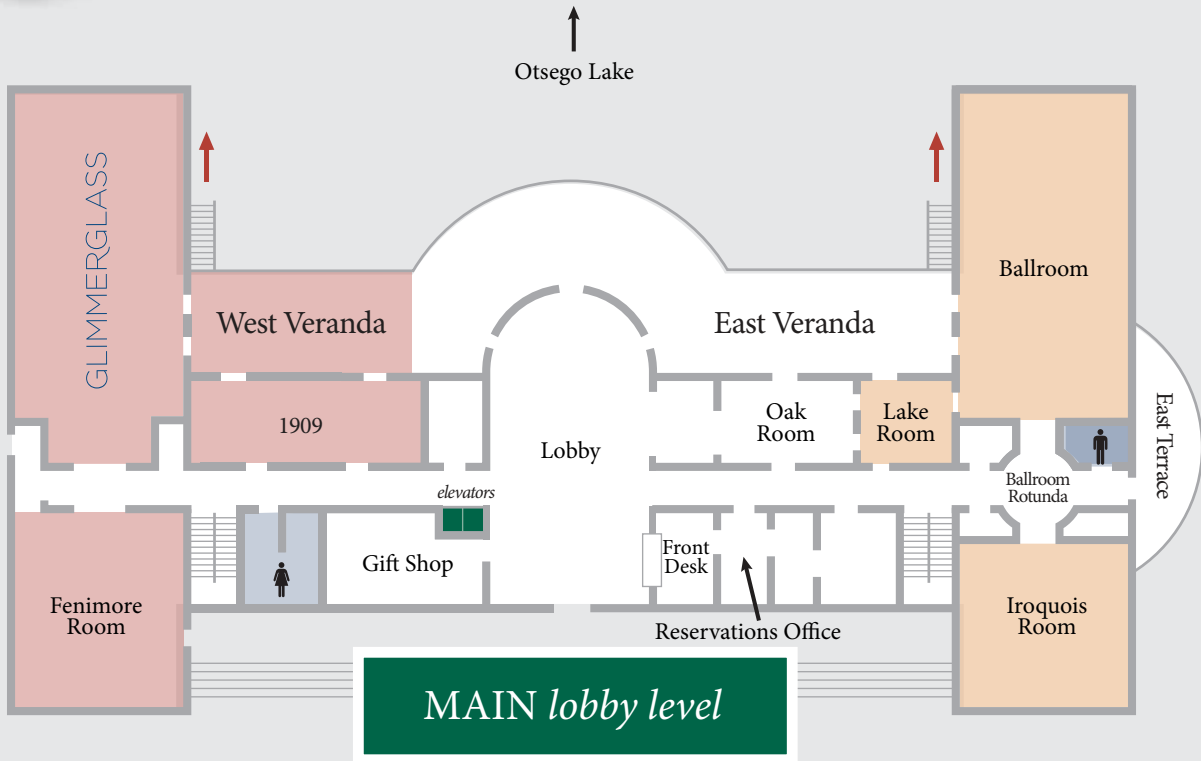 Otsego Lake
GLIMMERGLASS
Ballroom
West Veranda
East Veranda
1909
Oak
Room
Lake
Room
Lobby
East Terrace
elevators
Ballroom
Rotunda
Gift Shop
Front
Desk
Fenimore
Room
Iroquois
Room
Reservations Office
MAIN lobby level